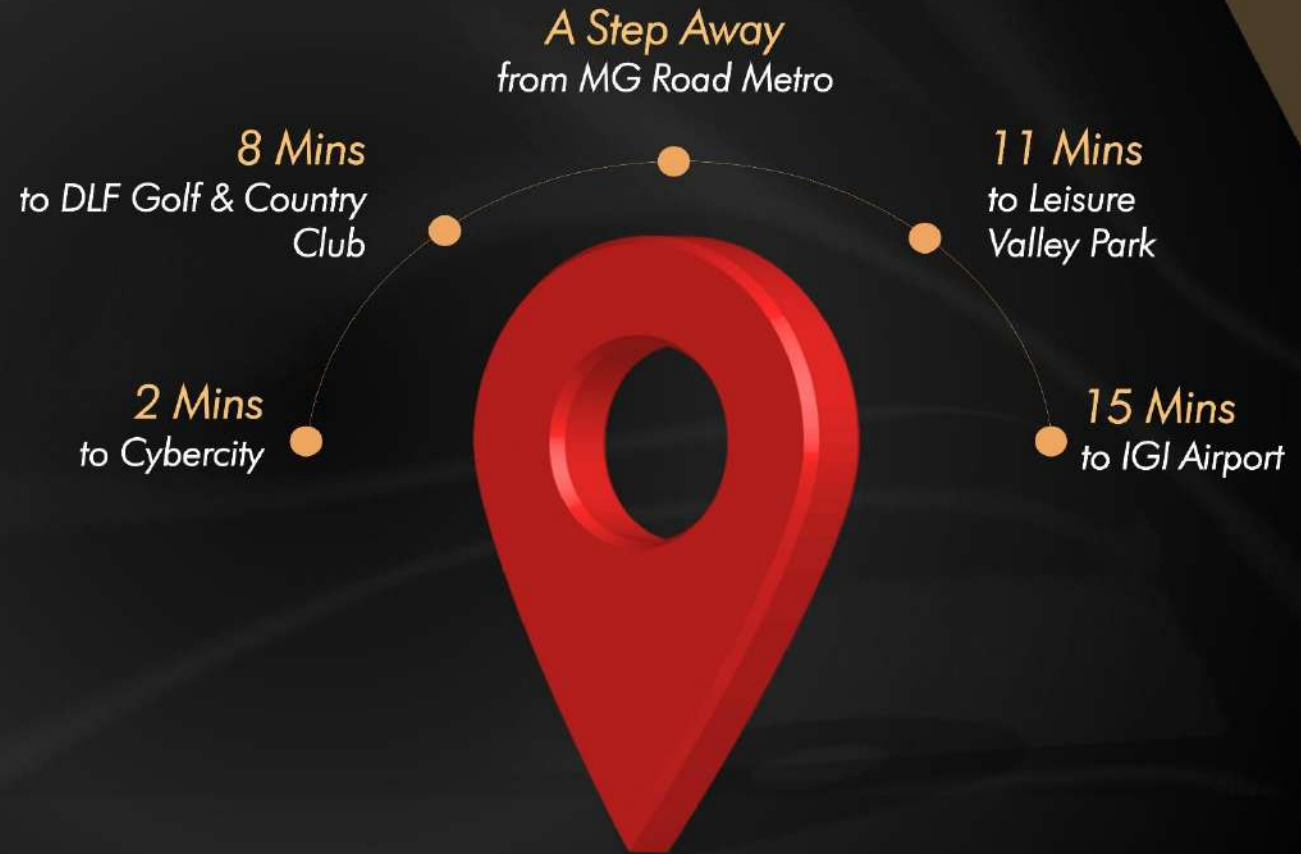 A Step Away
from MG Road Metro
8 Mins
to DLF Golf & Country
Club
11 Mins
to Leisure
Valley Park
2 Mins
to Cybercity
15 Mins
to IGI Airport